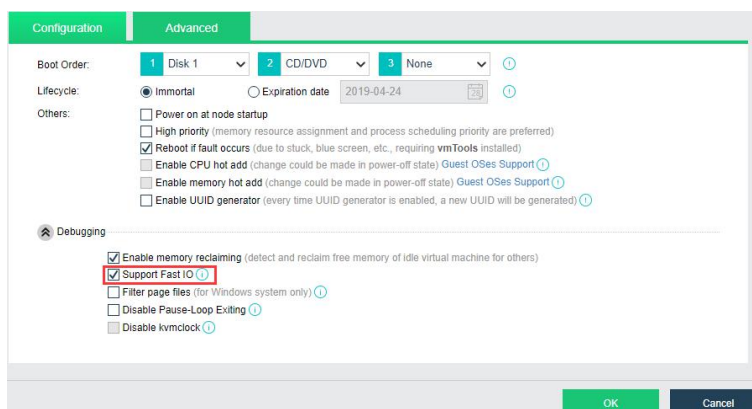 Configuration Advanced
Boot Order: 1 Disk 1 2 CD/DVD 3 None
Lifecycle: Immortal Expiration date 2019-04-24
Others: Power on at node startup
High priority (memory resource assignment and process scheduling priority are preferred)
Reboot if fault occurs (due to stuck, blue screen, etc., requiring vmTools installed)
Enable CPU hot add (change could be made in power-off state) Guest OSes Support
Enable memory hot add (change could be made in power-off state) Guest OSes Support
Enable UUID generator (every time UUID generator is enabled, a new UUID will be generated)
Debugging
Enable memory reclaiming (detect and reclaim free memory of idle virtual machine for others)
Support Fast IO
Filter page files (for Windows system only)
Disable Pause-Loop Exiting
Disable kvmclock
OK Cancel